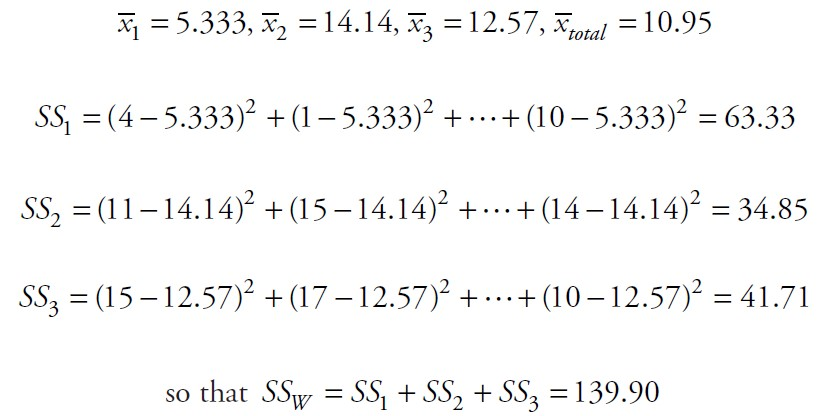 x̄₁ = 5.333, x̄₂ = 14.14, x̄₃ = 12.57, x̄ₜₒₜₐₗ = 10.95
SS₁ = (4 − 5.333)² + (1 − 5.333)² + ⋯ + (10 − 5.333)² = 63.33
SS₂ = (11 − 14.14)² + (15 − 14.14)² + ⋯ + (14 − 14.14)² = 34.85
SS₃ = (15 − 12.57)² + (17 − 12.57)² + ⋯ + (10 − 12.57)² = 41.71
so that SS_W = SS₁ + SS₂ + SS₃ = 139.90